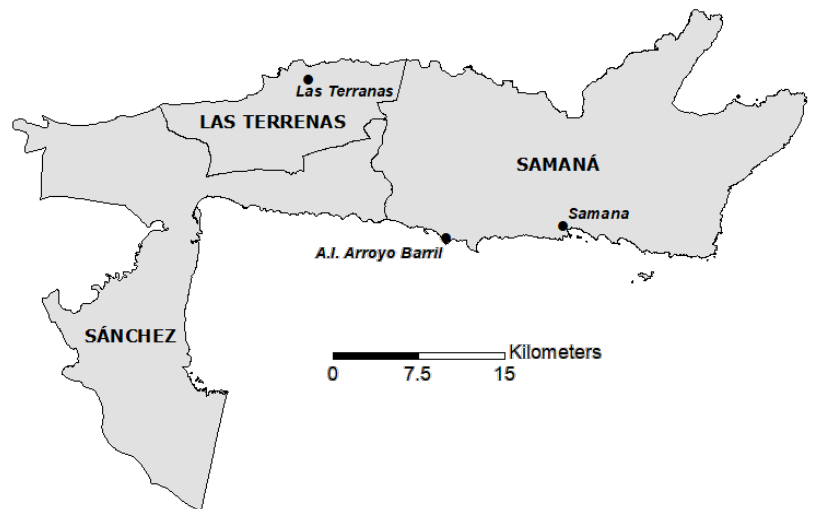 Las Terranas
LAS TERRENAS
SAMANÁ
Samana
A.I. Arroyo Barril
SÁNCHEZ
Kilometers
0 7.5 15